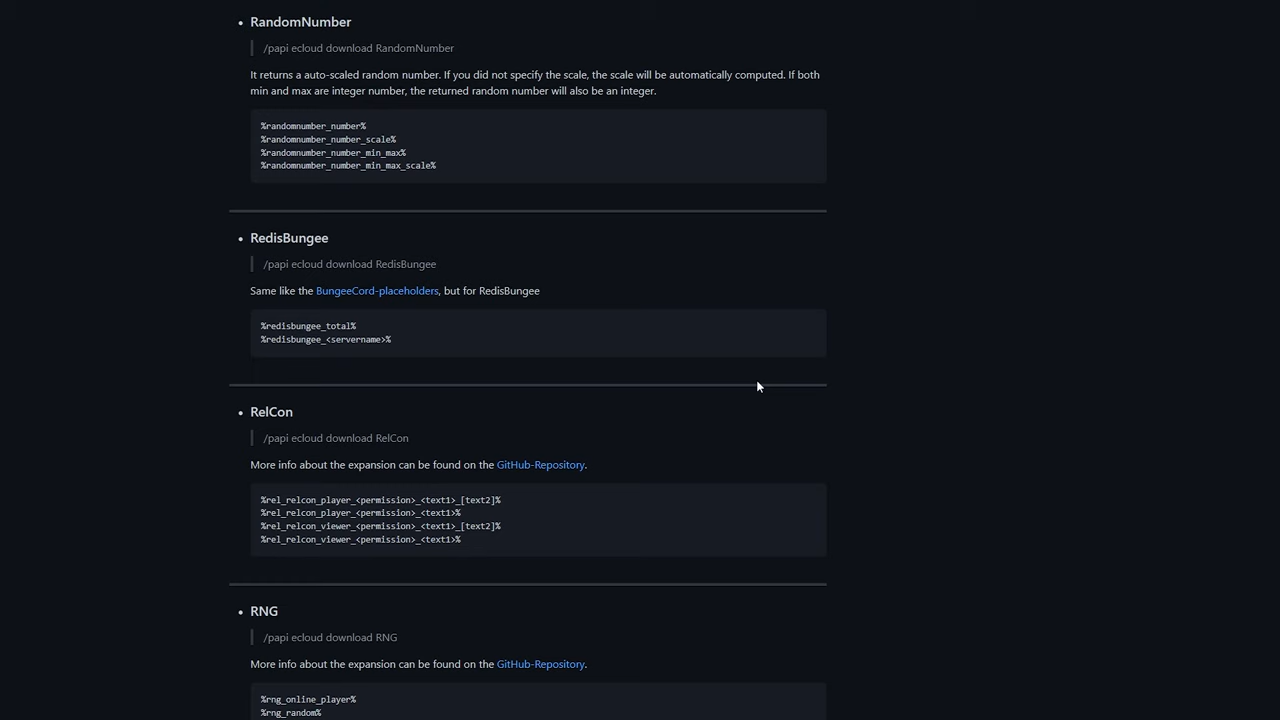 RandomNumber
/papi ecloud download RandomNumber
It returns a auto-scaled random number. If you did not specify the scale, the scale will be automatically computed. If both
min and max are integer number, the returned random number will also be an integer.
%randomnumber_number%
%randomnumber_number_scale%
%randomnumber_number_min_max%
%randomnumber_number_min_max_scale%
RedisBungee
/papi ecloud download RedisBungee
Same like the BungeeCord-placeholders, but for RedisBungee
%redisbungee_total%
%redisbungee_<servername>%
RelCon
/papi ecloud download RelCon
More info about the expansion can be found on the GitHub-Repository.
%rel_relcon_player_<permission>_<text1>_[text2]%
%rel_relcon_player_<permission>_<text1>%
%rel_relcon_viewer_<permission>_<text1>_[text2]%
%rel_relcon_viewer_<permission>_<text1>%
RNG
/papi ecloud download RNG
More info about the expansion can be found on the GitHub-Repository.
%rng_online_player%
%rng_random%